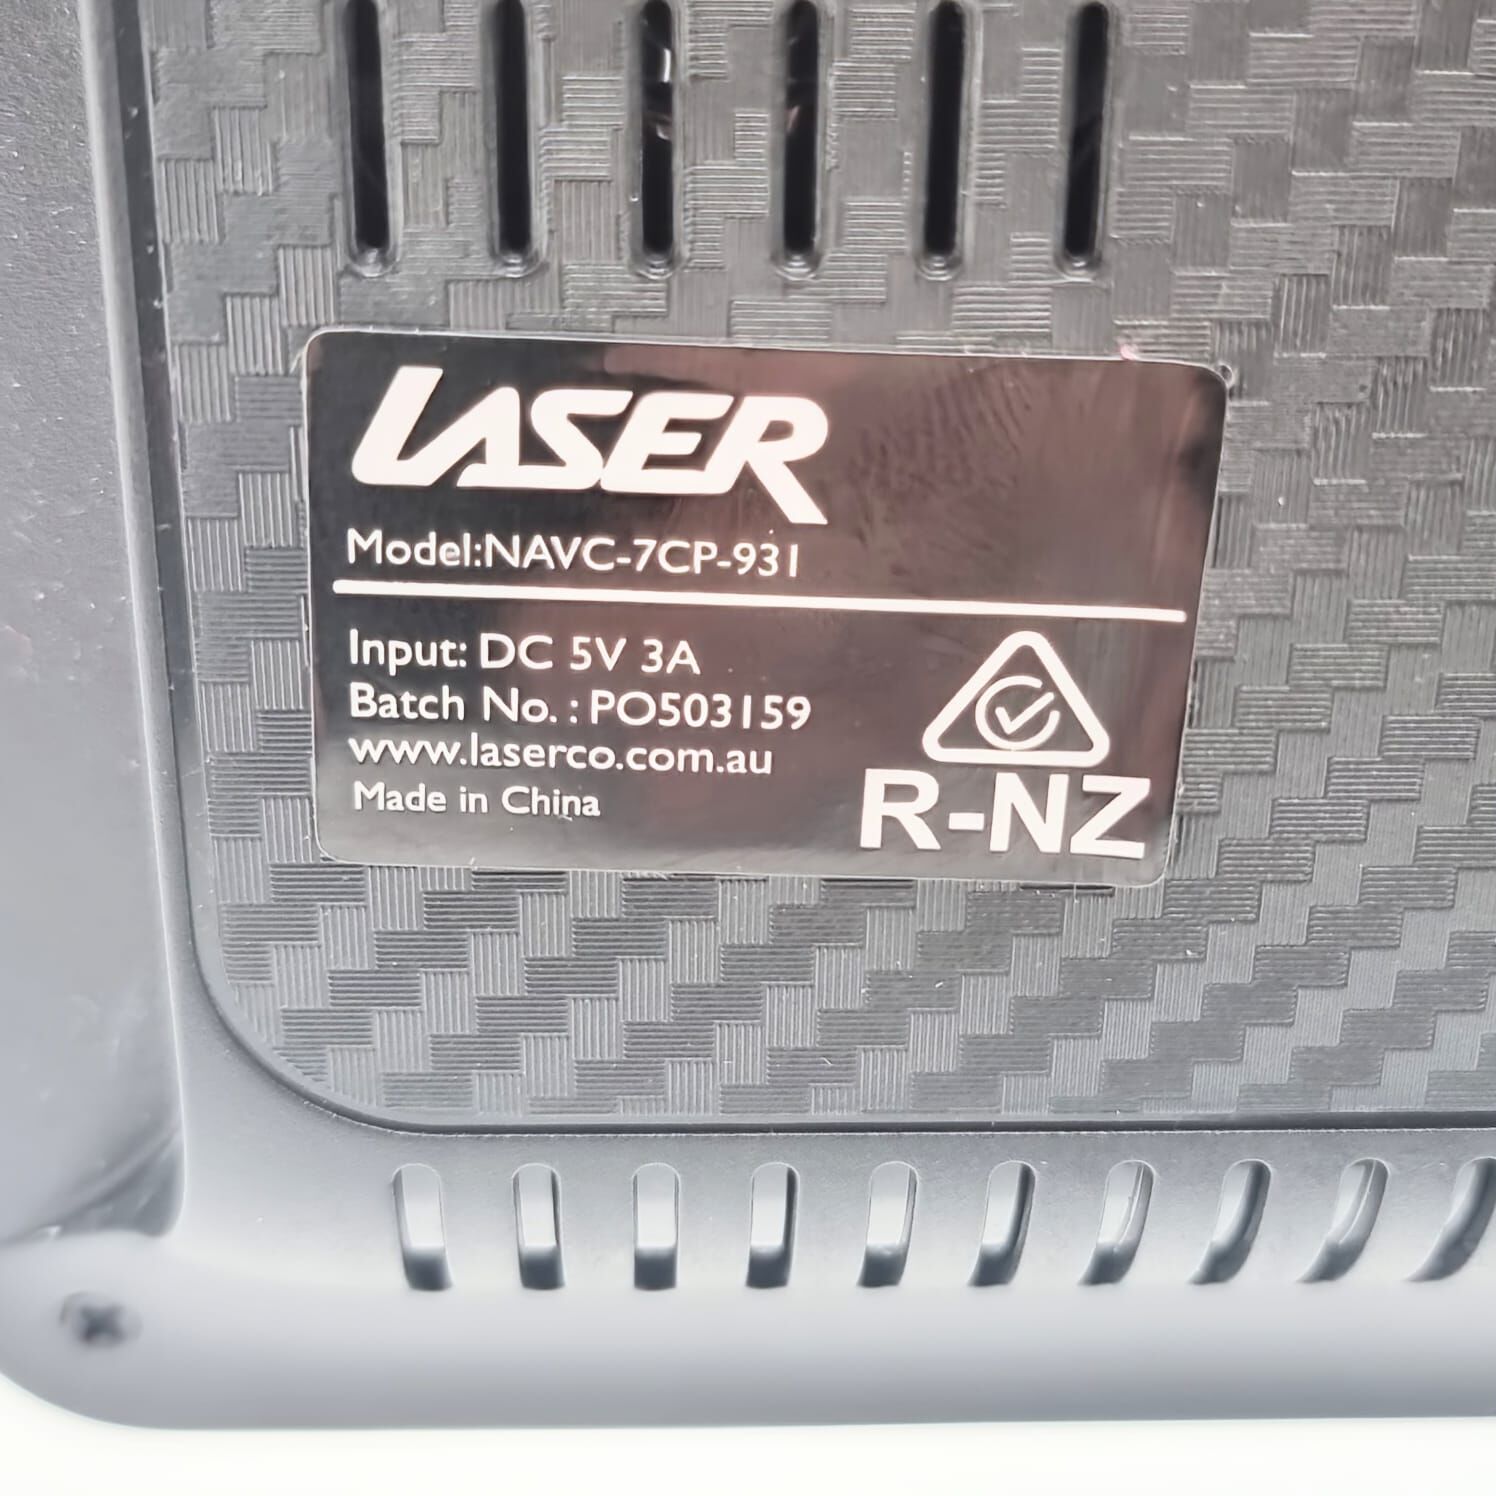 LASER
Model:NAVC-7CP-931
Input: DC 5V 3A
Batch No.: PO503159
www.laserco.com.au
Made in China
R-NZ